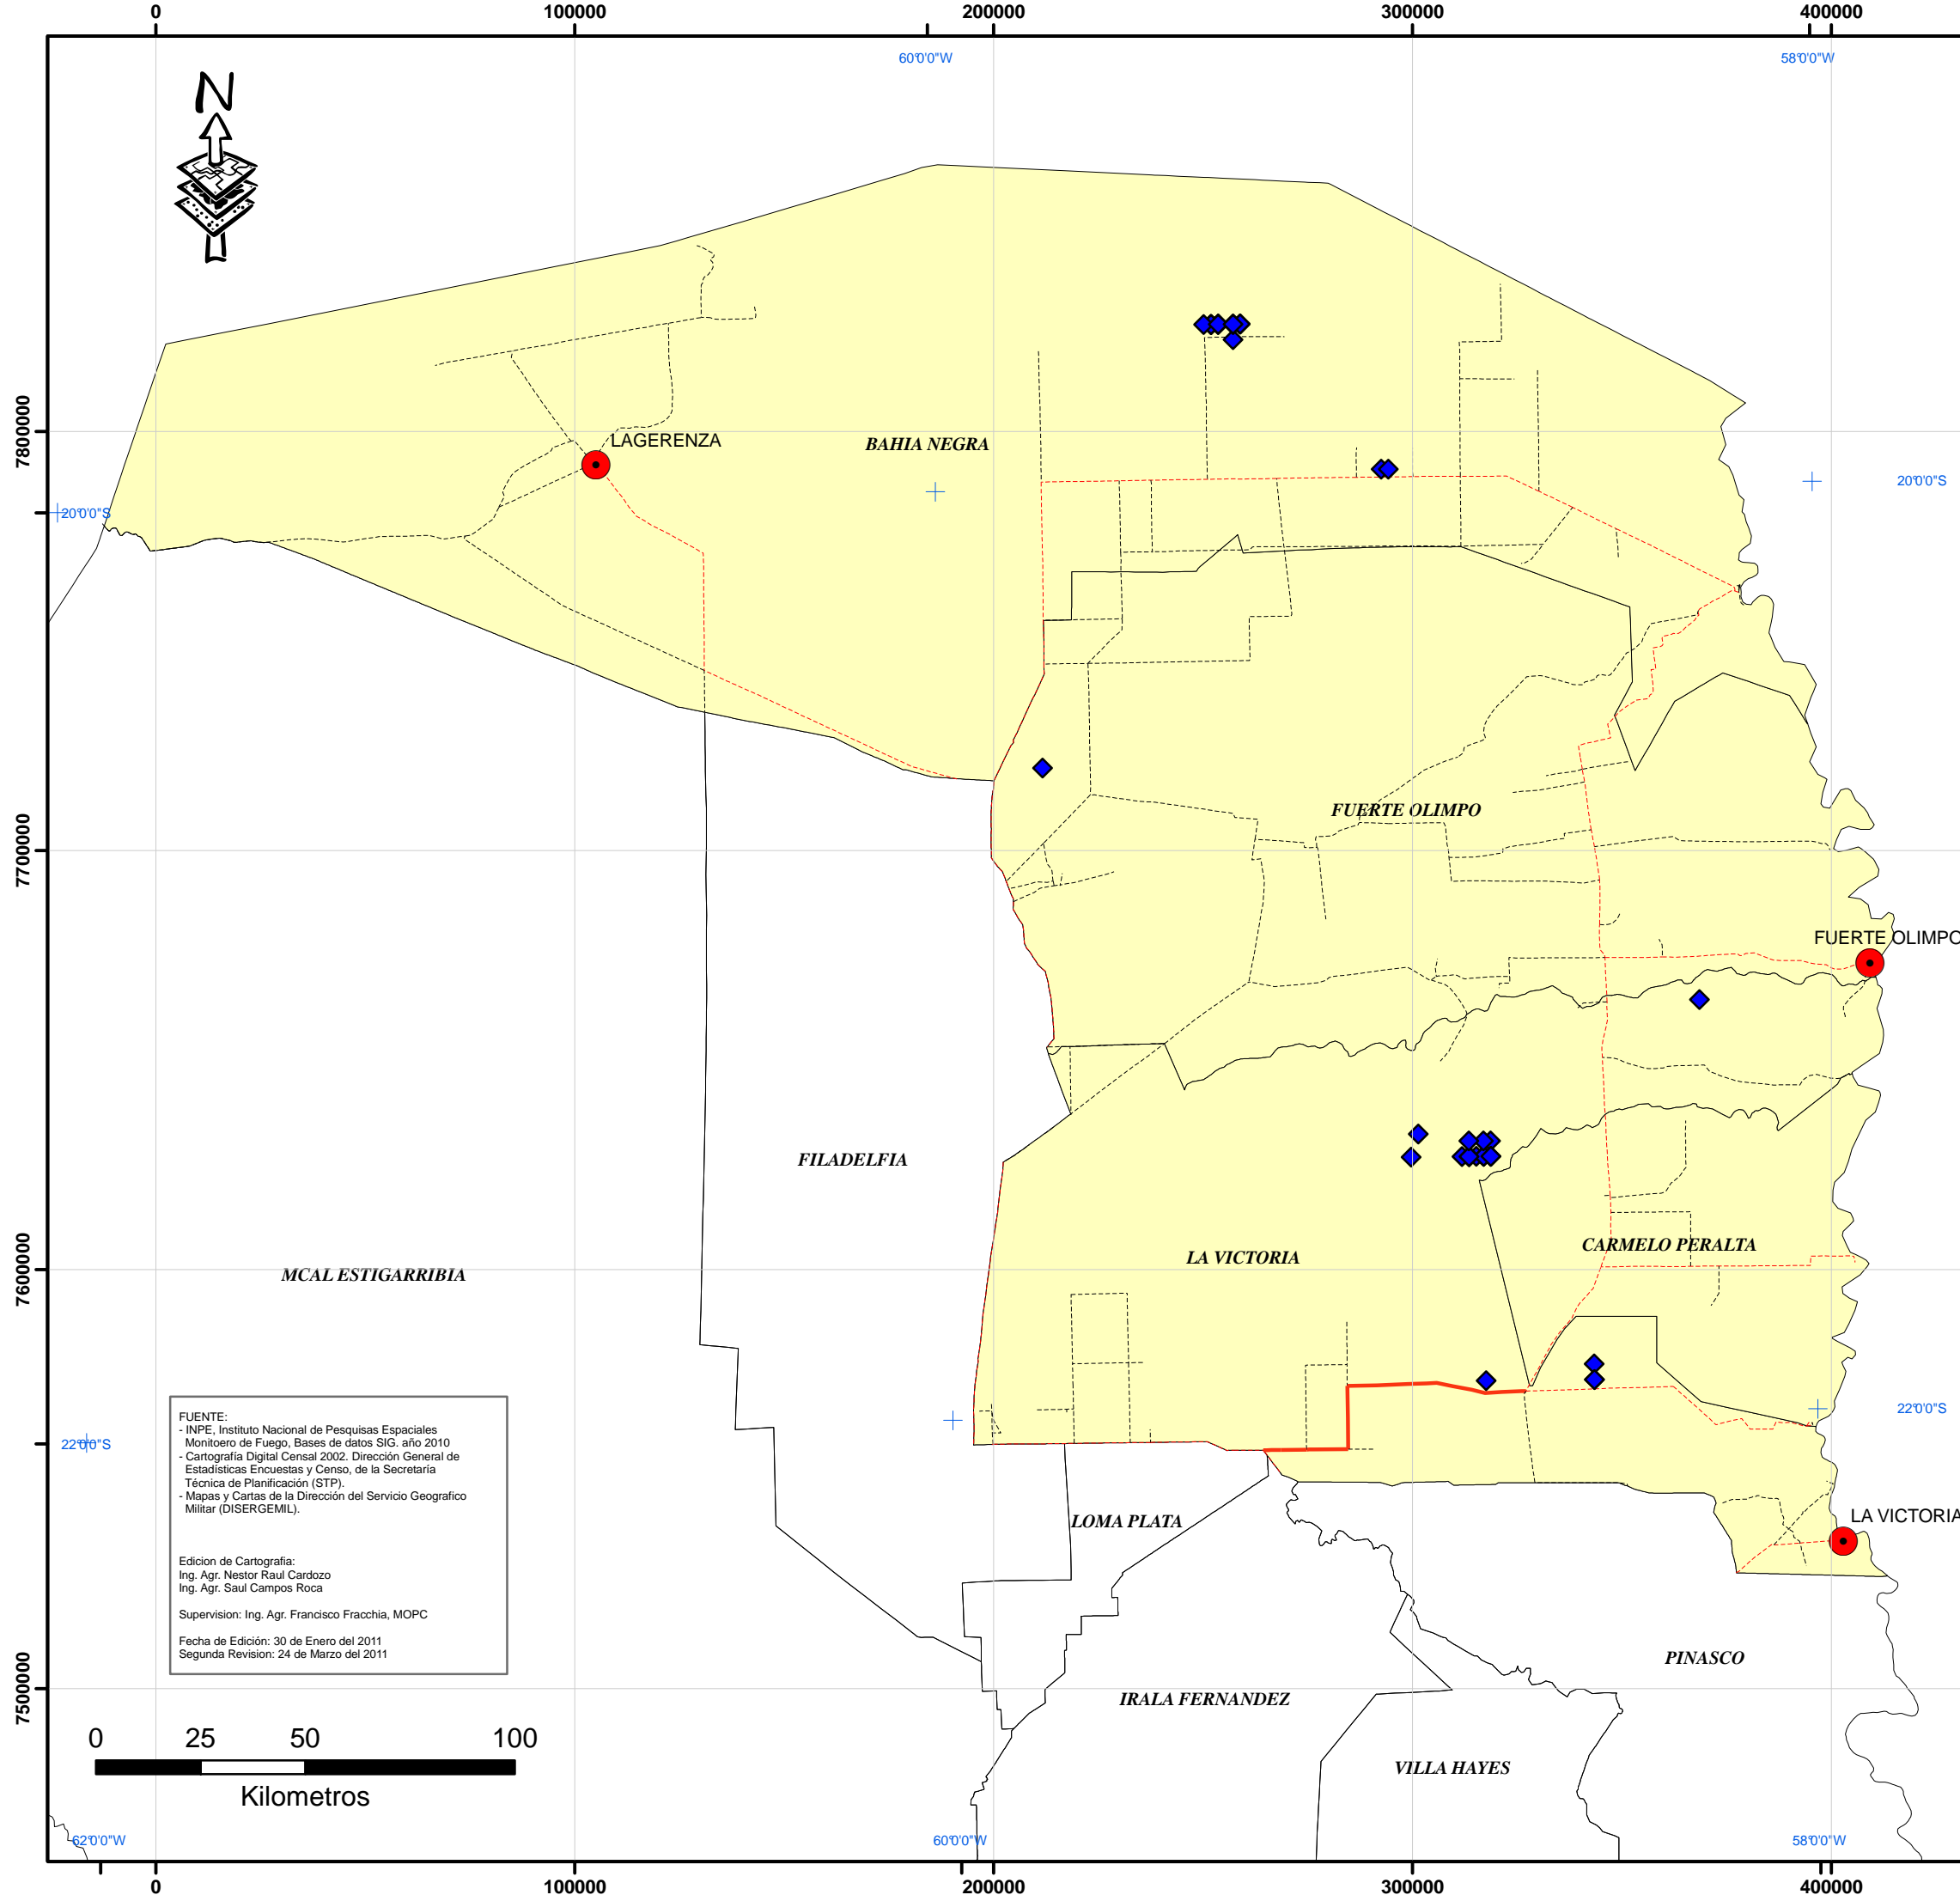 0 100000 200000 300000 400000
60°0'0"W 58°0'0"W
N
7800000
LAGERENZA
BAHIA NEGRA
20°0'0"S
20°0'0"S
FUERTE OLIMPO
7700000
FUERTE OLIMPO
FILADELFIA
LA VICTORIA
CARMELO PERALTA
7600000
MCAL ESTIGARRIBIA
22°0'0"S
22°0'0"S
FUENTE:
- INPE, Instituto Nacional de Pesquisas Espaciales
Monitoero de Fuego, Bases de datos SIG. año 2010
- Cartografía Digital Censal 2002. Dirección General de
Estadísticas Encuestas y Censo, de la Secretaría
Técnica de Planificación (STP).
- Mapas y Cartas de la Dirección del Servicio Geografico
Militar (DISERGEMIL).
Edicion de Cartografia:
Ing. Agr. Nestor Raul Cardozo
Ing. Agr. Saul Campos Roca
Supervision: Ing. Agr. Francisco Fracchia, MOPC
Fecha de Edición: 30 de Enero del 2011
Segunda Revision: 24 de Marzo del 2011
LOMA PLATA
LA VICTORIA
PINASCO
7500000
IRALA FERNANDEZ
VILLA HAYES
0 25 50 100
Kilometros
62°0'0"W 60°0'0"W 58°0'0"W
0 100000 200000 300000 400000